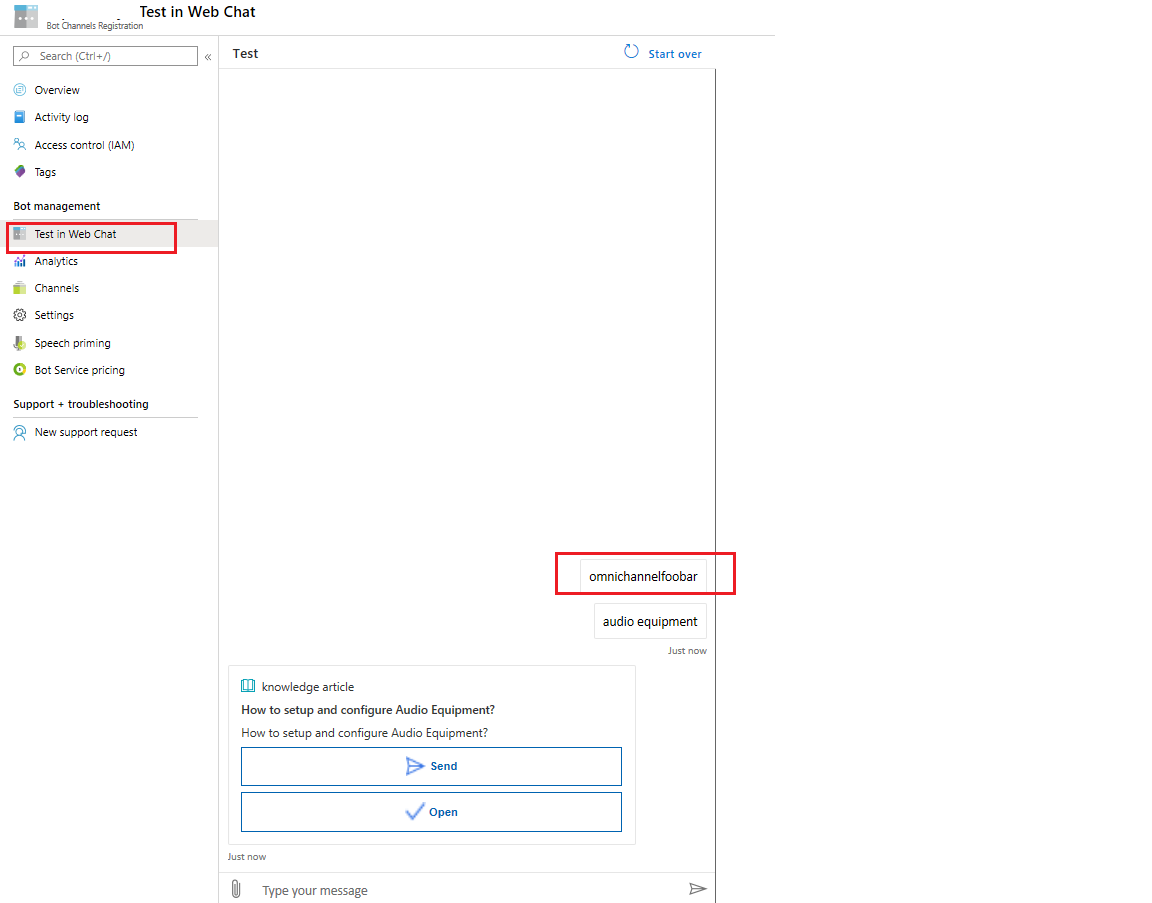 Test in Web Chat
Bot Channels Registration
Search (Ctrl+/)
«
Overview
Activity log
Access control (IAM)
Tags
Bot management
Test in Web Chat
Analytics
Channels
Settings
Speech priming
Bot Service pricing
Support + troubleshooting
New support request
Test
Start over
omnichannelfoobar
audio equipment
Just now
knowledge article
How to setup and configure Audio Equipment?
How to setup and configure Audio Equipment?
Send
Open
Just now
Type your message